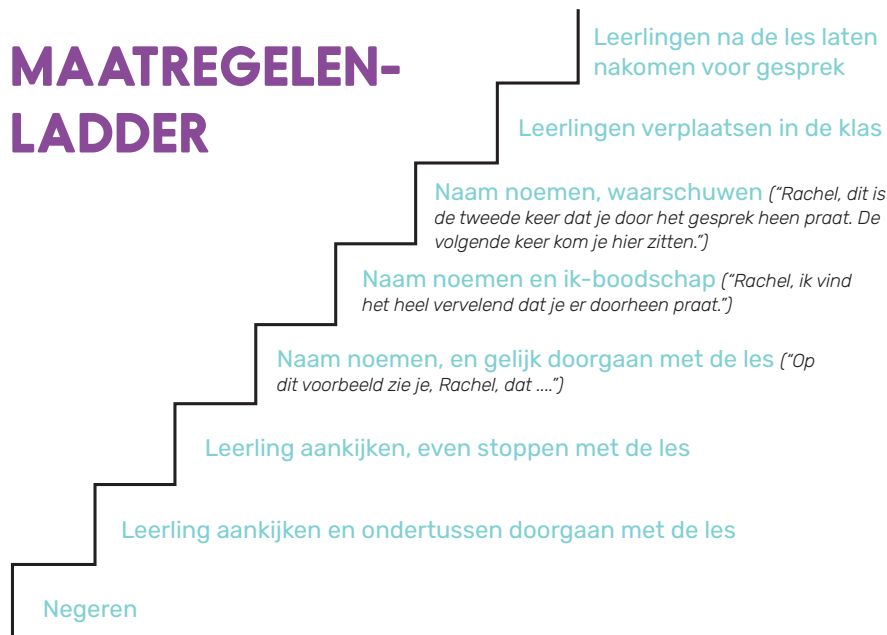 MAATREGELEN-
LADDER
Leerlingen na de les laten
nakomen voor gesprek
Leerlingen verplaatsen in de klas
Naam noemen, waarschuwen (“Rachel, dit is
de tweede keer dat je door het gesprek heen praat. De
volgende keer kom je hier zitten.”)
Naam noemen en ik-boodschap (“Rachel, ik vind
het heel vervelend dat je er doorheen praat.”)
Naam noemen, en gelijk doorgaan met de les (“Op
dit voorbeeld zie je, Rachel, dat ....”)
Leerling aankijken, even stoppen met de les
Leerling aankijken en ondertussen doorgaan met de les
Negeren